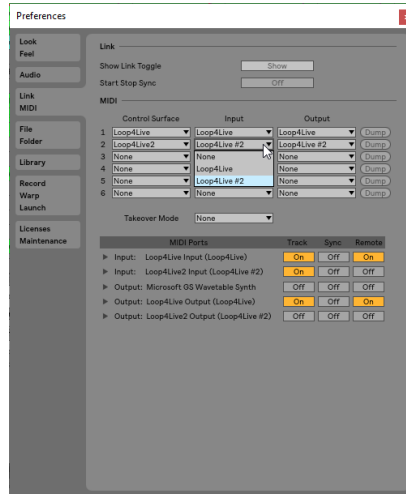 Preferences
Look
Feel
Audio
Link
MIDI
File
Folder
Library
Record
Warp
Launch
Licenses
Maintenance
Link
Show Link Toggle Show
Start Stop Sync Off
MIDI
Control Surface Input Output
1 Loop4Live Loop4Live Loop4Live Dump
2 Loop4Live2 Loop4Live #2 Loop4Live #2 Dump
3 None None None Dump
4 None Loop4Live None Dump
5 None Loop4Live #2 None Dump
6 None None None Dump
Takeover Mode None
MIDI Ports Track Sync Remote
Input: Loop4Live Input (Loop4Live) On Off On
Input: Loop4Live2 Input (Loop4Live #2) On Off On
Output: Microsoft GS Wavetable Synth Off Off Off
Output: Loop4Live Output (Loop4Live) On Off On
Output: Loop4Live2 Output (Loop4Live #2) Off Off Off